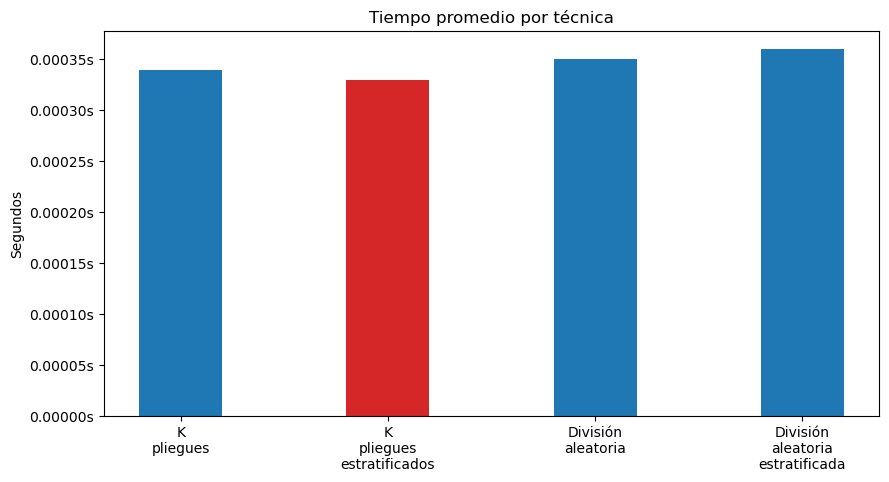 Tiempo promedio por técnica
Segundos
0.00035s
0.00030s
0.00025s
0.00020s
0.00015s
0.00010s
0.00005s
0.00000s
K
pliegues
K
pliegues
estratificados
División
aleatoria
División
aleatoria
estratificada